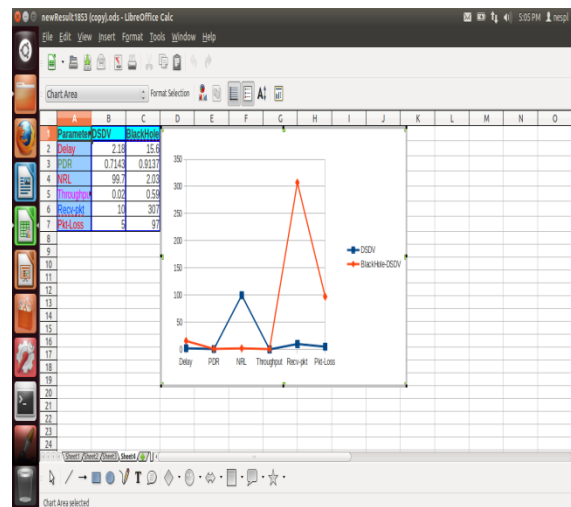 newResult1853 (copy).ods - LibreOffice Calc 5:05 PM nespl
File Edit View Insert Format Tools Window Help
Chart Area Format Selection
A B C D E F G H I J K L M N O
1 Parameter DSDV BlackHole
2 Delay 2.18 15.6
3 PDR 0.7143 0.9137
4 NRL 99.7 2.03
5 Throughpu 0.02 0.59
6 Recv-pkt 10 307
7 Pkt-Loss 5 97
8
9
10
11
12
13
14
15
16
17
18
19
20
21
22
23
24
350
300
250
200
150
100
50
0
Delay PDR NRL Throughput Recv-pkt Pkt-Loss
DSDV
BlackHole-DSDV
Sheet1 Sheet2 Sheet3 Sheet4
Chart Area selected